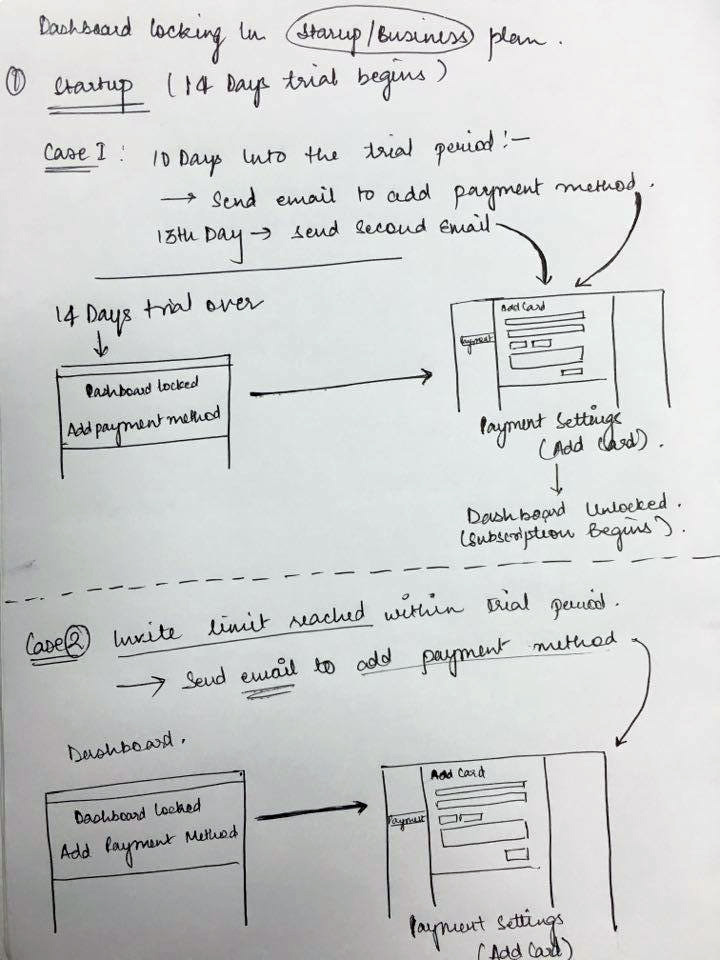 Dashboard locking in Starup/Business plan.
① Startup (14 Days trial begins)
Case I: 10 Days into the trial period:-
→ Send email to add payment method.
13th Day → send second Email
14 Days trial over
Dashboard locked
Add payment method
Add Card
Payment
Payment Settings
(Add Card).
Dashboard Unlocked.
(Subscription Begins).
Case ② Invite limit reached within trial period.
→ Send email to add payment method
Dashboard.
Dashboard Locked
Add Payment Method
Add Card
Payment
Payment Settings
(Add Card)